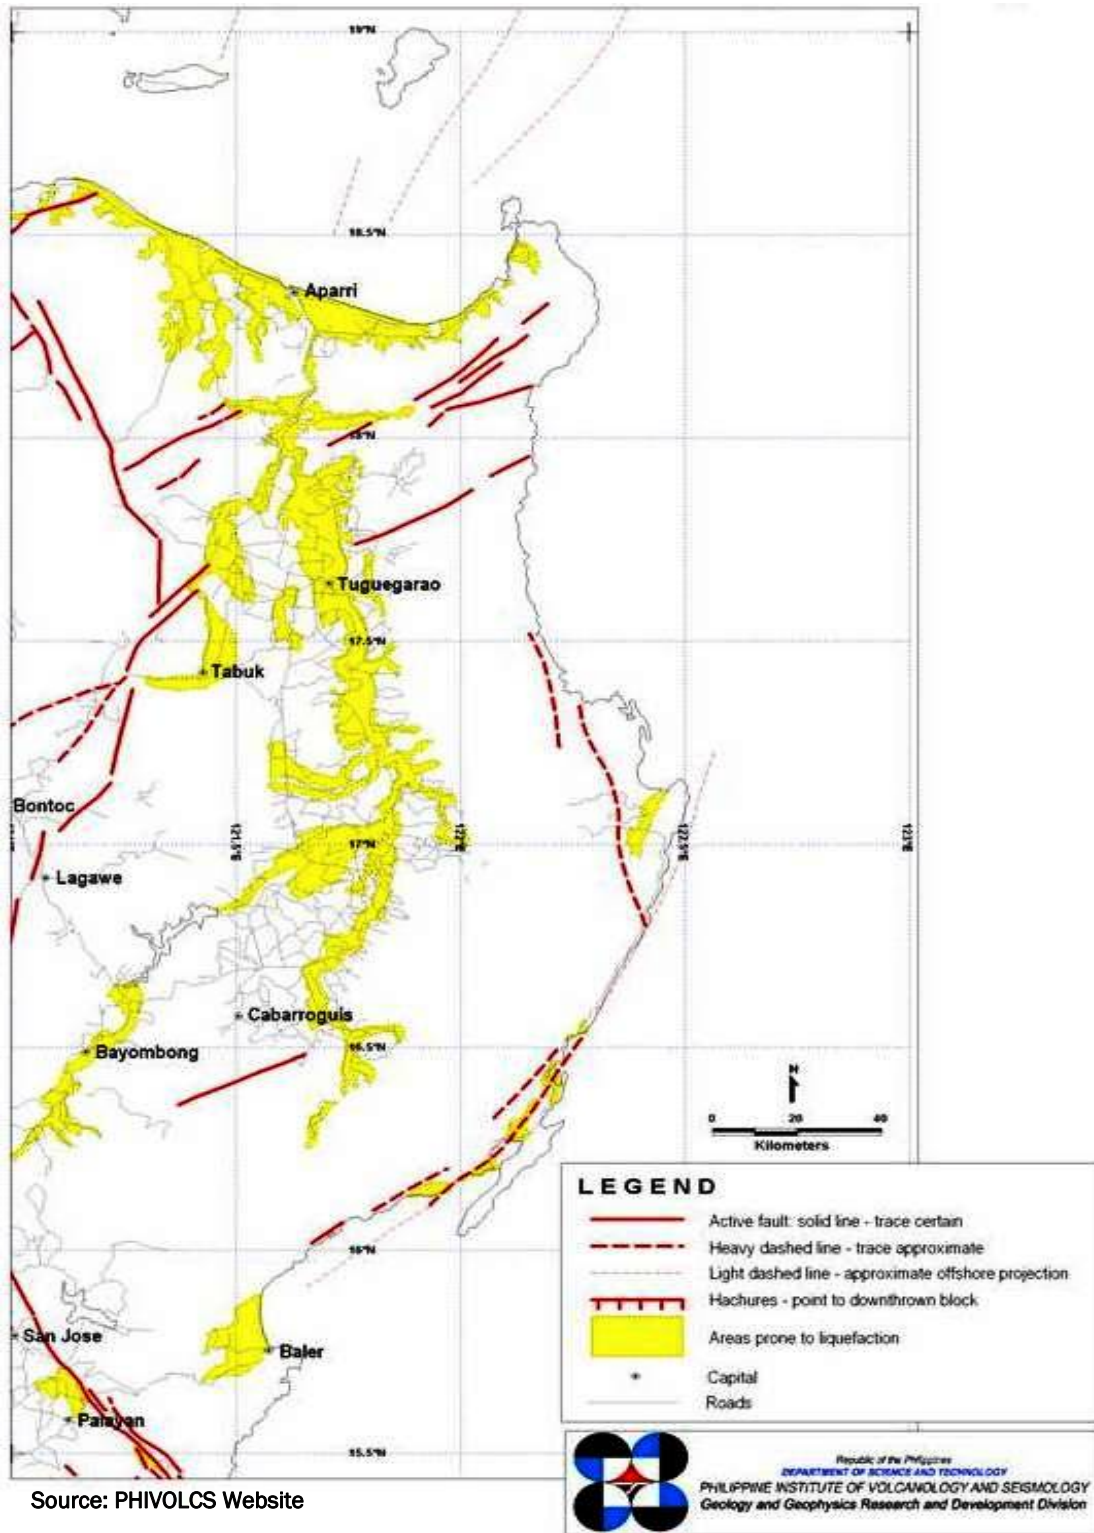 19°N
18.5°N
Aparri
18°N
Tuguegarao
17.5°N
Tabuk
Bontoc
121.5°E
17°N
122°E
122.5°E
123°E
Lagawe
Cabarroguis
Bayombong
16.5°N
N
0 20 40
Kilometers
16°N
San Jose
Baler
Palayan
15.5°N
LEGEND
Active fault: solid line - trace certain
Heavy dashed line - trace approximate
Light dashed line - approximate offshore projection
Hachures - point to downthrown block
Areas prone to liquefaction
Capital
Roads
Republic of the Philippines
DEPARTMENT OF SCIENCE AND TECHNOLOGY
PHILIPPINE INSTITUTE OF VOLCANOLOGY AND SEISMOLOGY
Geology and Geophysics Research and Development Division
Source: PHIVOLCS Website